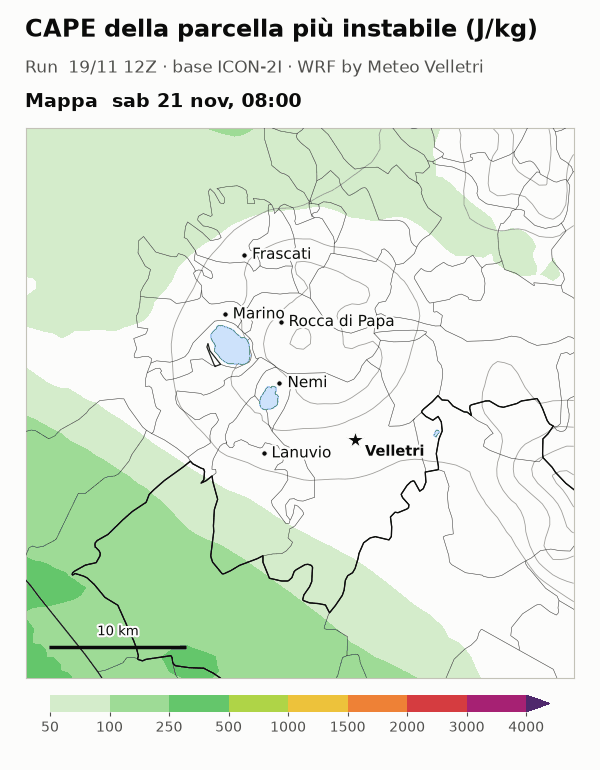 CAPE della parcella più instabile (J/kg)
Run  19/11 12Z · base ICON-2I · WRF by Meteo Velletri
Mappa  sab 21 nov, 08:00
Frascati
Marino
Rocca di Papa
Nemi
Velletri
Lanuvio
10 km
50 100 250 500 1000 1500 2000 3000 4000